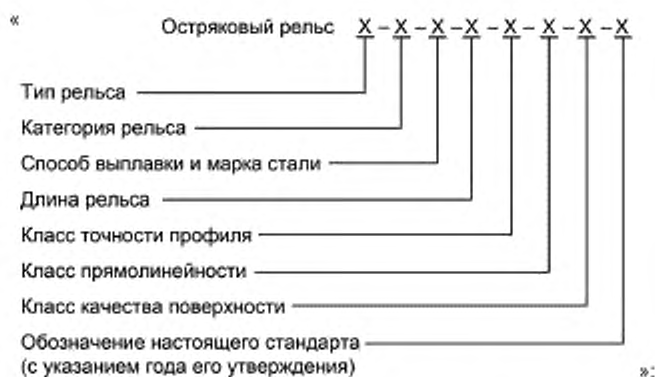 «
Остряковый рельс X – X – X – X – X – X – X – X
Тип рельса
Категория рельса
Способ выплавки и марка стали
Длина рельса
Класс точности профиля
Класс прямолинейности
Класс качества поверхности
Обозначение настоящего стандарта
(с указанием года его утверждения)
»;